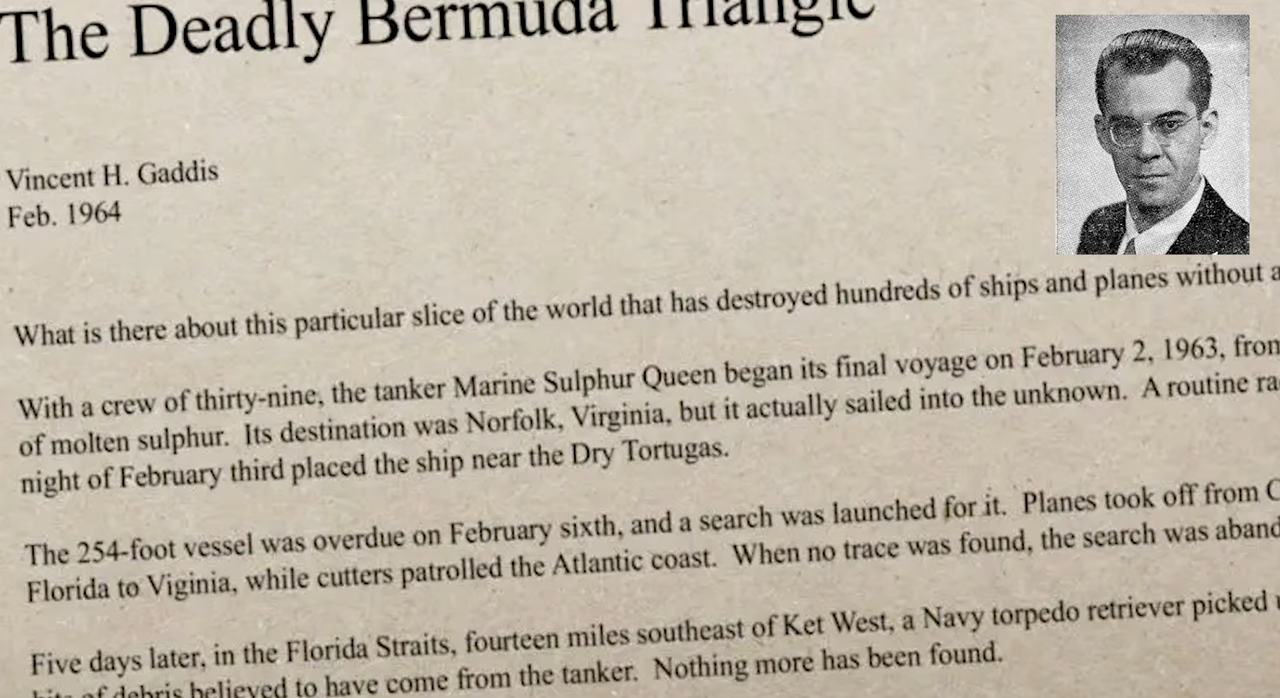 The Deadly Bermuda Triangle
Vincent H. Gaddis
Feb. 1964
What is there about this particular slice of the world that has destroyed hundreds of ships and planes without
With a crew of thirty-nine, the tanker Marine Sulphur Queen began its final voyage on February 2, 1963,
of molten sulphur. Its destination was Norfolk, Virginia, but it actually sailed into the unknown. A routine
night of February third placed the ship near the Dry Tortugas.
The 254-foot vessel was overdue on February sixth, and a search was launched for it. Planes took off from
Florida to Viginia, while cutters patrolled the Atlantic coast. When no trace was found, the search was
Five days later, in the Florida Straits, fourteen miles southeast of Ket West, a Navy torpedo retriever picked
of debris believed to have come from the tanker. Nothing more has been found.